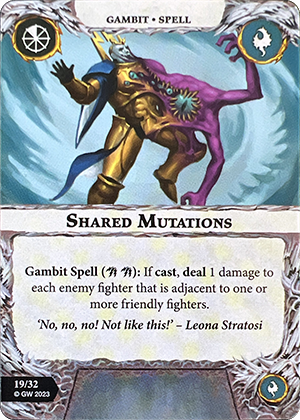 GAMBIT • SPELL
SHARED MUTATIONS
Gambit Spell ( ): If cast, deal 1 damage to
each enemy fighter that is adjacent to one or
more friendly fighters.
‘No, no, no! Not like this!’ – Leona Stratosi
19/32
© GW 2023